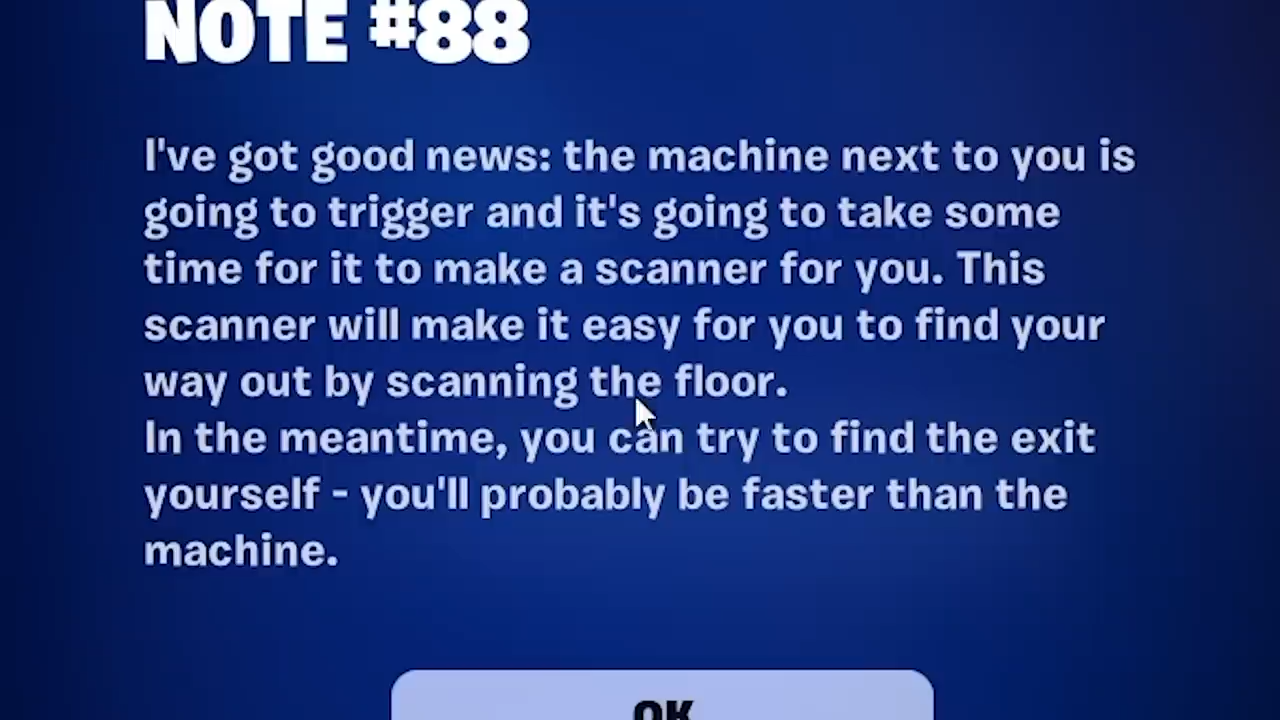 NOTE #88
I've got good news: the machine next to you is
going to trigger and it's going to take some
time for it to make a scanner for you. This
scanner will make it easy for you to find your
way out by scanning the floor.
In the meantime, you can try to find the exit
yourself - you'll probably be faster than the
machine.
OK